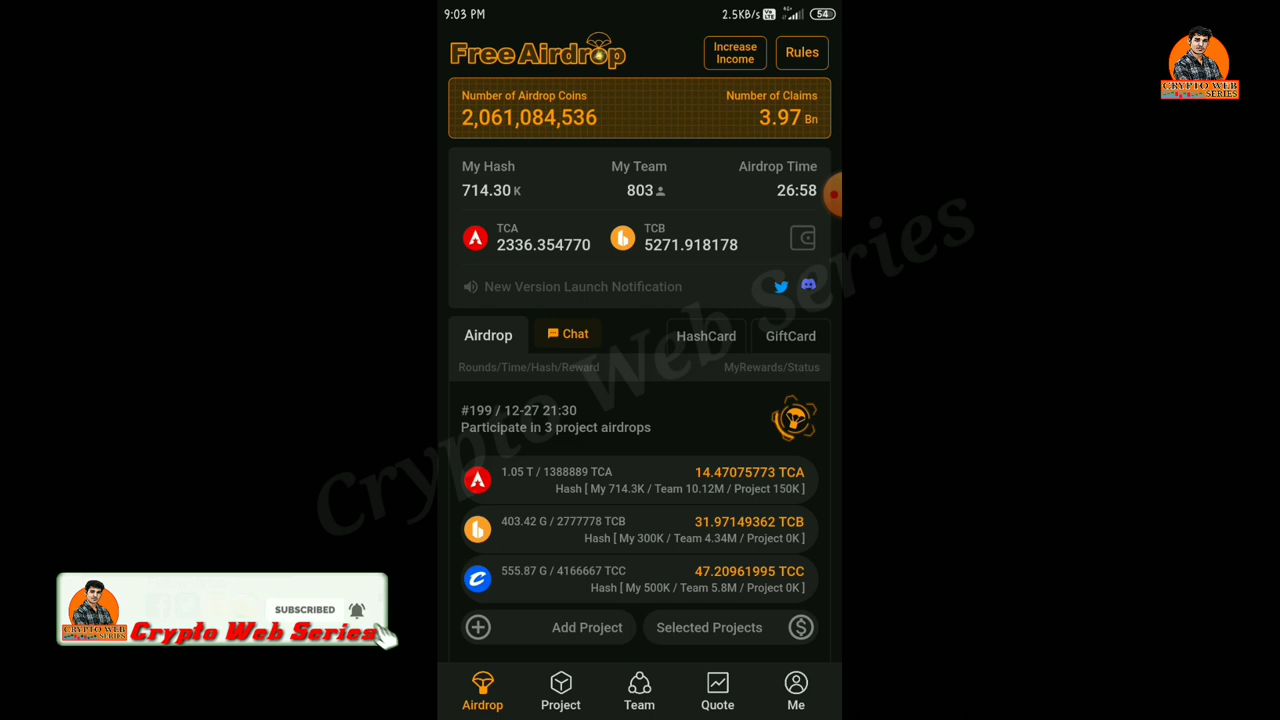 9:03 PM
2.5KB/s
54
Free Airdrop
Increase
Income
Rules
Number of Airdrop Coins
Number of Claims
2,061,084,536
3.97 Bn
My Hash
My Team
Airdrop Time
714.30 K
803
26:58
TCA
2336.354770
TCB
5271.918178
New Version Launch Notification
Airdrop
Chat
HashCard
GiftCard
Rounds/Time/Hash/Reward
MyRewards/Status
#199 / 12-27 21:30
Participate in 3 project airdrops
1.05 T / 1388889 TCA
14.47075773 TCA
Hash [ My 714.3K / Team 10.12M / Project 150K ]
403.42 G / 2777778 TCB
31.97149362 TCB
Hash [ My 300K / Team 4.34M / Project 0K ]
555.87 G / 4166667 TCC
47.20961995 TCC
Hash [ My 500K / Team 5.8M / Project 0K ]
Add Project
Selected Projects
Airdrop
Project
Team
Quote
Me
Crypto Web Series
CRYPTO WEB
SERIES
SUBSCRIBED
CRYPTO WEB
SERIES
Crypto Web Series